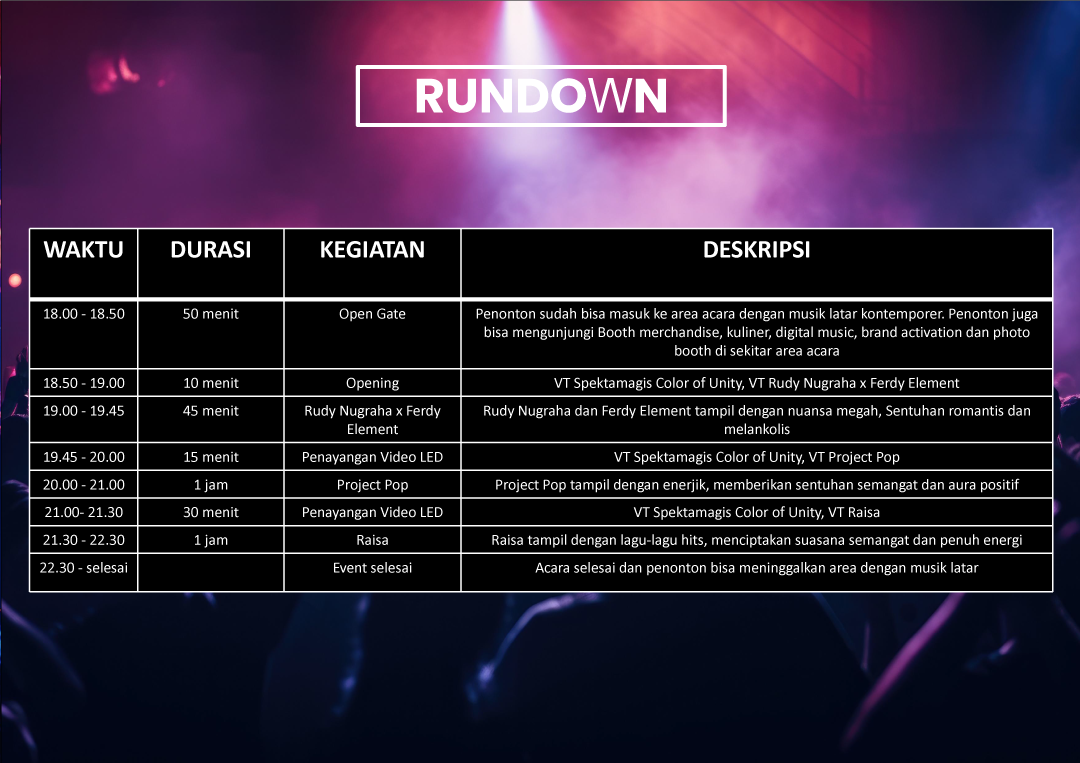 RUNDOWN
WAKTU DURASI KEGIATAN DESKRIPSI
18.00 - 18.50 50 menit Open Gate Penonton sudah bisa masuk ke area acara dengan musik latar kontemporer. Penonton juga
bisa mengunjungi Booth merchandise, kuliner, digital music, brand activation dan photo
booth di sekitar area acara
18.50 - 19.00 10 menit Opening VT Spektamagis Color of Unity, VT Rudy Nugraha x Ferdy Element
19.00 - 19.45 45 menit Rudy Nugraha x Ferdy Rudy Nugraha dan Ferdy Element tampil dengan nuansa megah, Sentuhan romantis dan
Element melankolis
19.45 - 20.00 15 menit Penayangan Video LED VT Spektamagis Color of Unity, VT Project Pop
20.00 - 21.00 1 jam Project Pop Project Pop tampil dengan enerjik, memberikan sentuhan semangat dan aura positif
21.00- 21.30 30 menit Penayangan Video LED VT Spektamagis Color of Unity, VT Raisa
21.30 - 22.30 1 jam Raisa Raisa tampil dengan lagu-lagu hits, menciptakan suasana semangat dan penuh energi
22.30 - selesai Event selesai Acara selesai dan penonton bisa meninggalkan area dengan musik latar